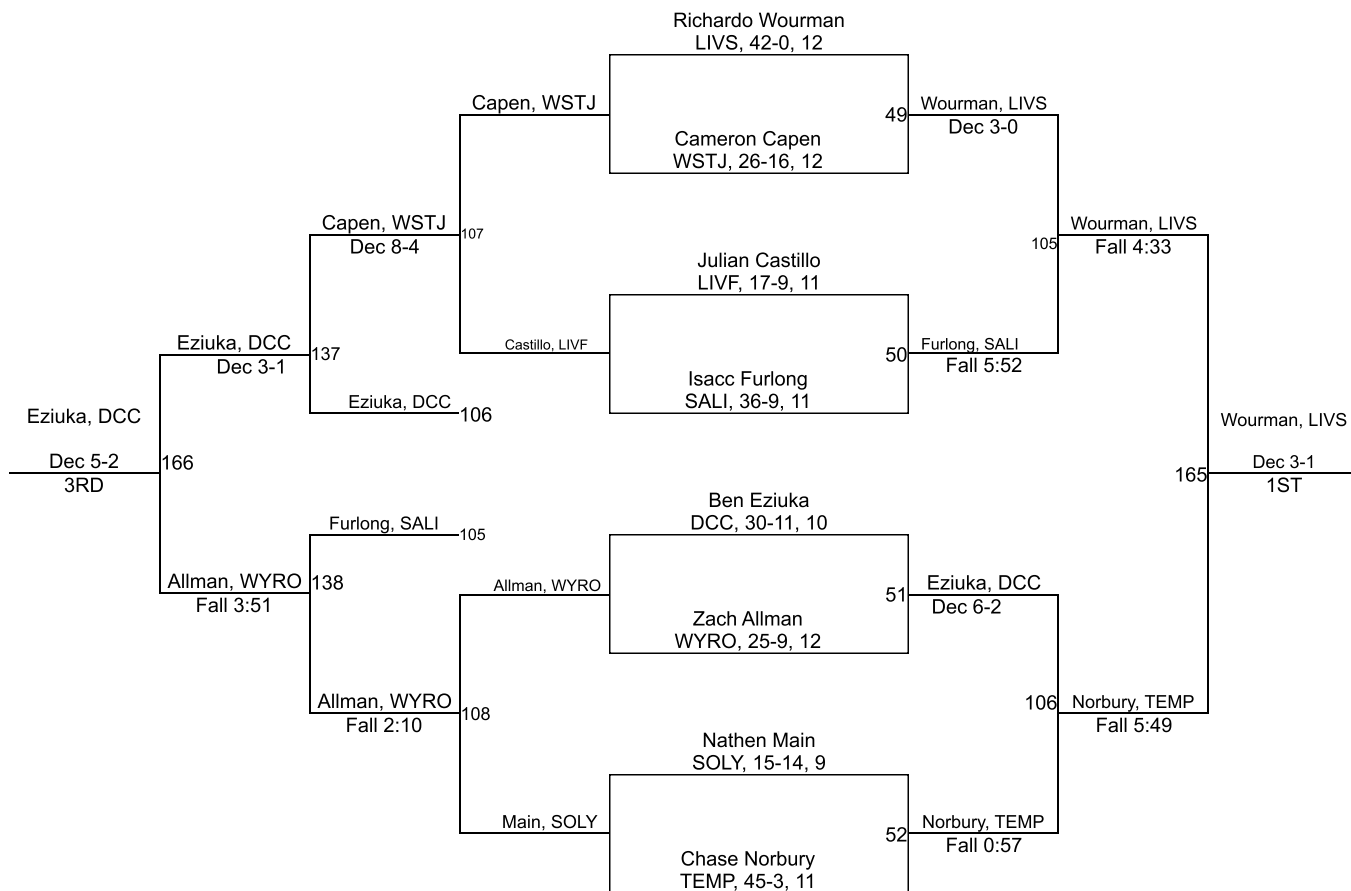 Richardo Wourman
LIVS, 42-0, 12
Capen, WSTJ
49
Wourman, LIVS
Dec 3-0
Cameron Capen
WSTJ, 26-16, 12
Capen, WSTJ
Dec 8-4
107
105
Wourman, LIVS
Fall 4:33
Julian Castillo
LIVF, 17-9, 11
Eziuka, DCC
Dec 3-1
137
Castillo, LIVF
50
Furlong, SALI
Fall 5:52
Isacc Furlong
SALI, 36-9, 11
Eziuka, DCC
106
Eziuka, DCC
Dec 5-2
3RD
166
Wourman, LIVS
165
Dec 3-1
1ST
Ben Eziuka
DCC, 30-11, 10
Furlong, SALI
105
Allman, WYRO
Fall 3:51
138
Allman, WYRO
51
Eziuka, DCC
Dec 6-2
Zach Allman
WYRO, 25-9, 12
Allman, WYRO
Fall 2:10
108
106
Norbury, TEMP
Fall 5:49
Nathen Main
SOLY, 15-14, 9
Main, SOLY
52
Norbury, TEMP
Fall 0:57
Chase Norbury
TEMP, 45-3, 11